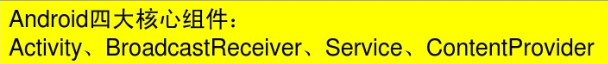 Android四大核心组件：
Activity、BroadcastReceiver、Service、ContentProvider